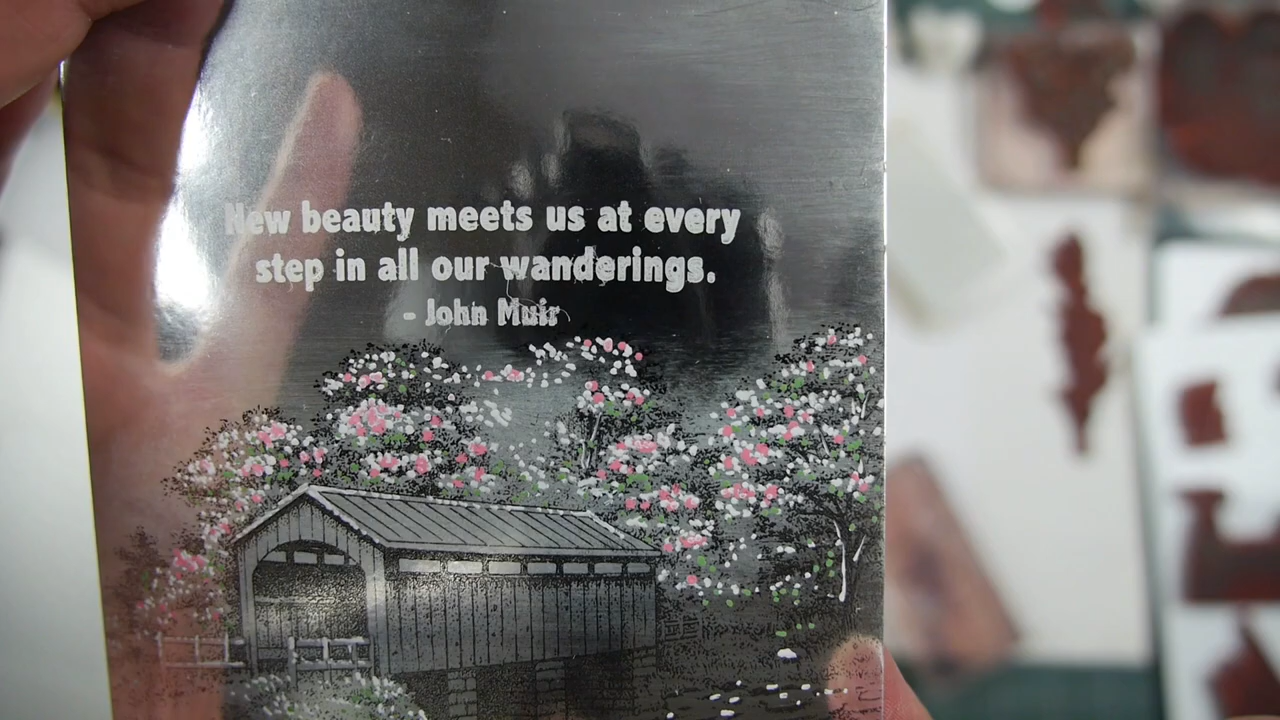 New beauty meets us at every
step in all our wanderings.
- John Muir